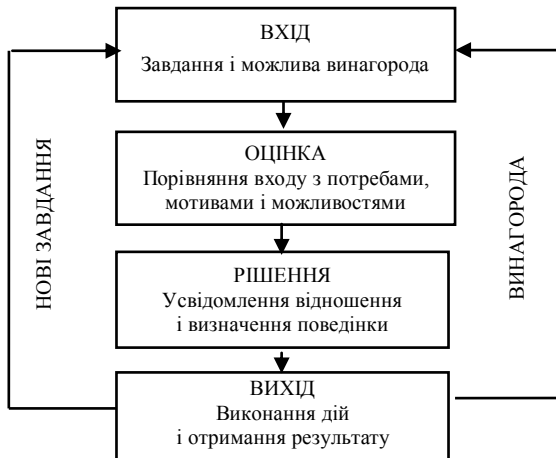 ВХІД
Завдання і можлива винагорода
ОЦІНКА
Порівняння входу з потребами,
мотивами і можливостями
РІШЕННЯ
Усвідомлення відношення
і визначення поведінки
ВИХІД
Виконання дій
і отримання результату
НОВІ ЗАВДАННЯ
ВИНАГОРОДА